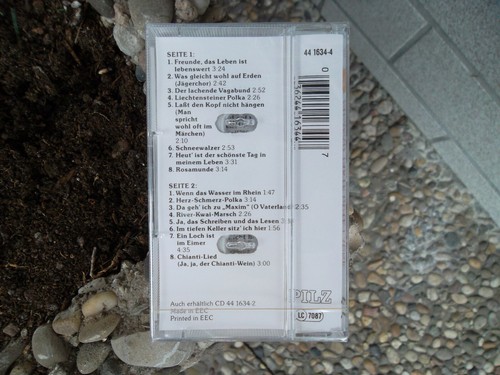 SEITE 1:
1. Freunde, das Leben ist
lebenswert 3:24
2. Was gleicht wohl auf Erden
(Jägerchor) 2:42
3. Der lachende Vagabund 2:52
4. Liechtensteiner Polka 2:26
5. Laßt den Kopf nicht hängen
(Man
spricht
wohl oft im
Märchen)
2:10
6. Schneewalzer 2:53
7. Heut' ist der schönste Tag in
meinem Leben 3:31
8. Rosamunde 3:14
SEITE 2:
1. Wenn das Wasser im Rhein 1:47
2. Herz-Schmerz-Polka 3:14
3. Da geh' ich zu „Maxim" (O Vaterland) 2:35
4. River-Kwai-Marsch 2:26
5. Ja, das Schreiben und das Lesen
6. Im tiefen Keller sitz' ich hier 1:56
7. Ein Loch ist
im Eimer
4:35
8. Chianti-Lied
(Ja, ja, der Chianti-Wein) 3:00
Auch erhältlich CD 44 1634-2
Made in EEC
Printed in EEC
44 1634-4
0
36244 16344
7
PILZ
LC 7087